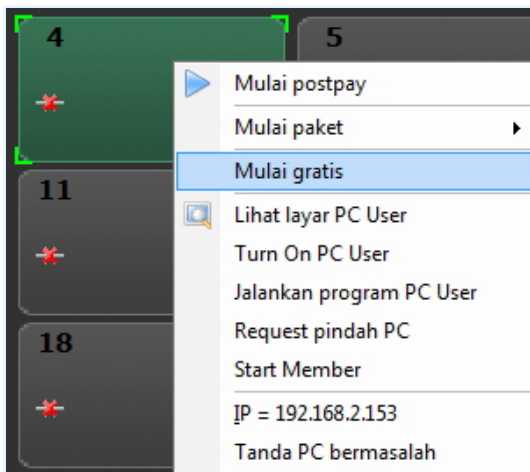 4
5
Mulai postpay
Mulai paket
Mulai gratis
11
Lihat layar PC User
Turn On PC User
Jalankan program PC User
Request pindah PC
18
Start Member
IP = 192.168.2.153
Tanda PC bermasalah